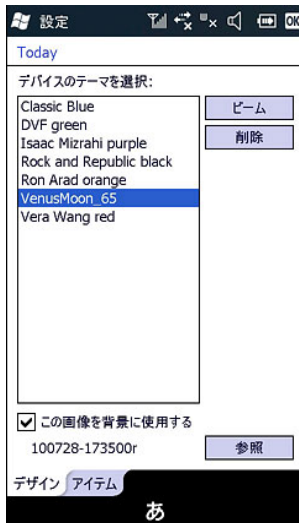 設定
OK
Today
デバイスのテーマを選択:
Classic Blue
DVF green
Isaac Mizrahi purple
Rock and Republic black
Ron Arad orange
VenusMoon_65
Vera Wang red
ビーム
削除
この画像を背景に使用する
100728-173500r
参照
デザイン アイテム
あ